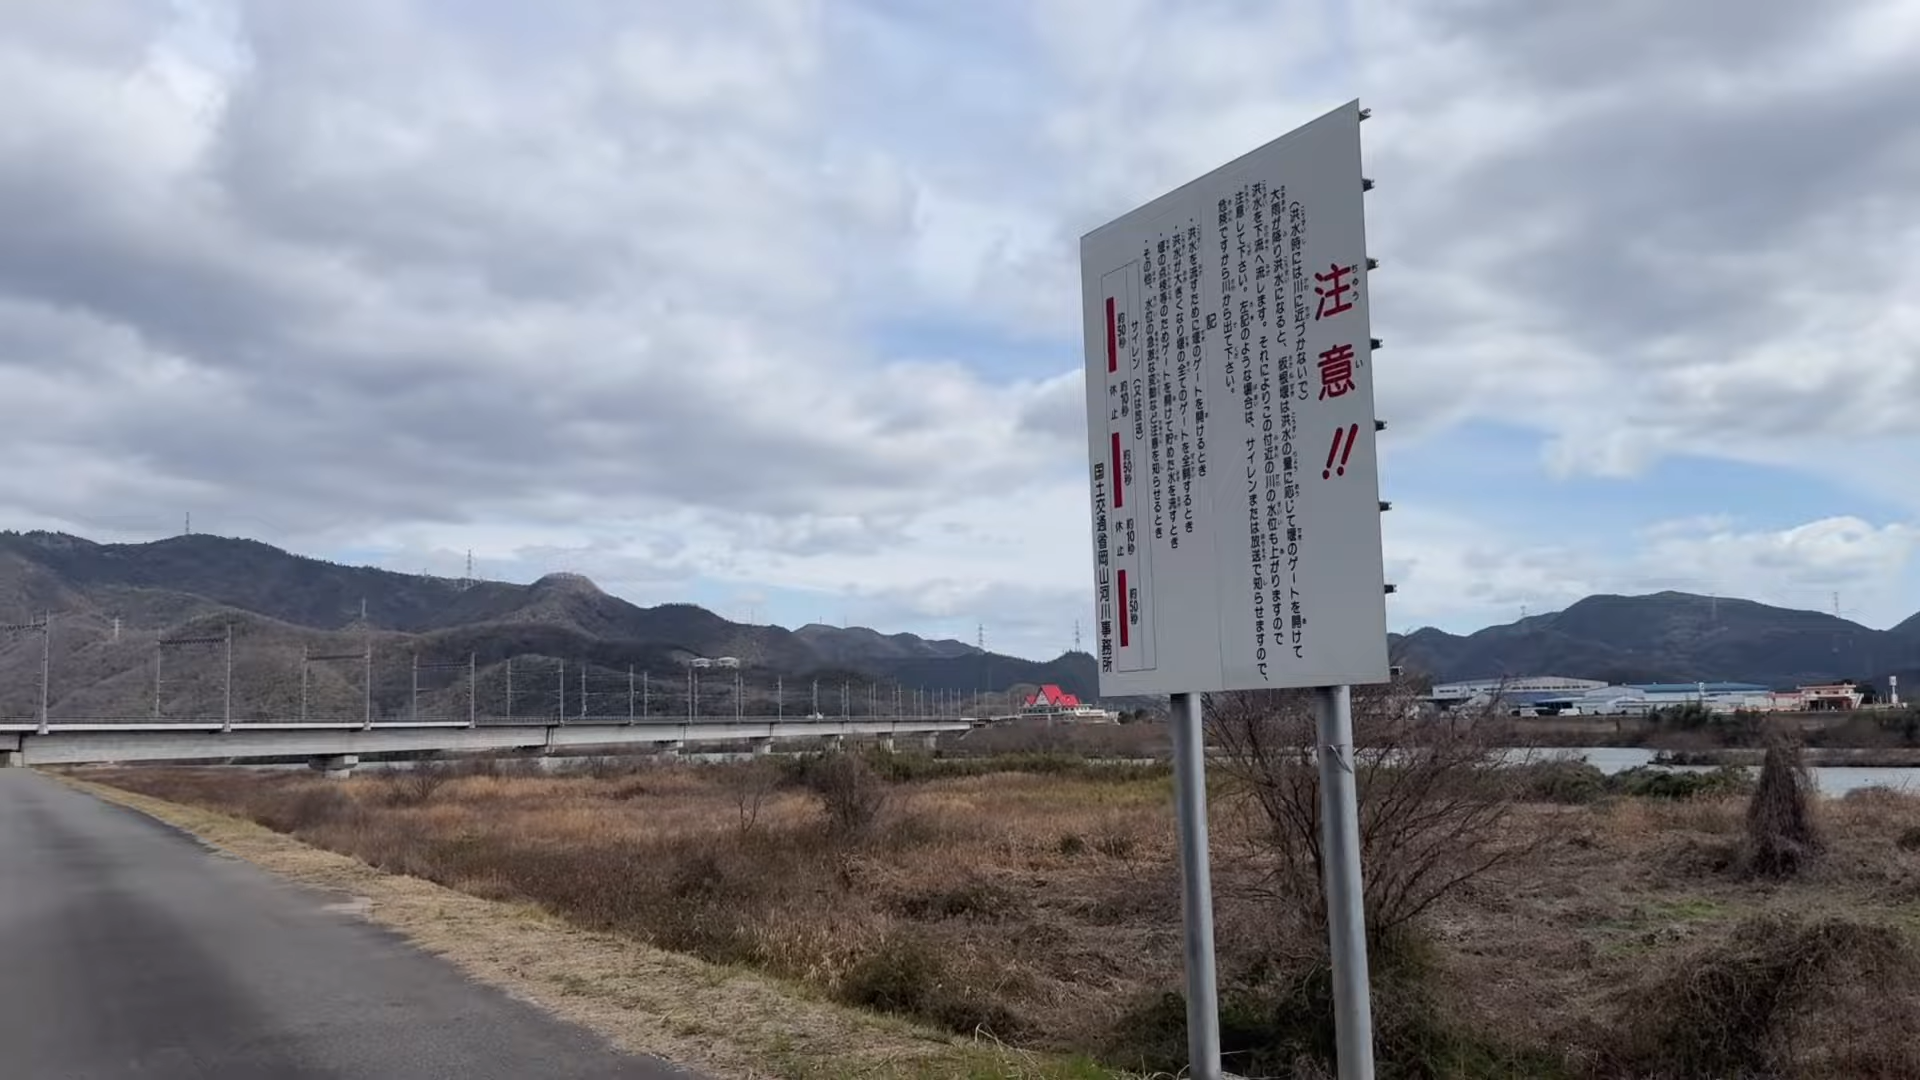 注意!!
(洪水時には川に近づかないで)
大雨が降り洪水になると、坂根堰は洪水の量に応じて堰のゲートを開けて
洪水を下流へ流します。それによりこの付近の川の水位も上がりますので
注意して下さい。左記のような場合は、サイレンまたは放送で知らせますので、
危険ですから川から出て下さい。
記
・洪水を流すために堰のゲートを開けるとき
・洪水が大きくなり堰の全てのゲートを全開するとき
・堰の点検等のためゲートを開けて貯めた水を流すとき
・その他、水位の急激な変動など注意を知らせるとき
サイレン(又は放送)
約50秒 約10秒 約50秒 約10秒 約50秒
休止 休止
国土交通省岡山河川事務所